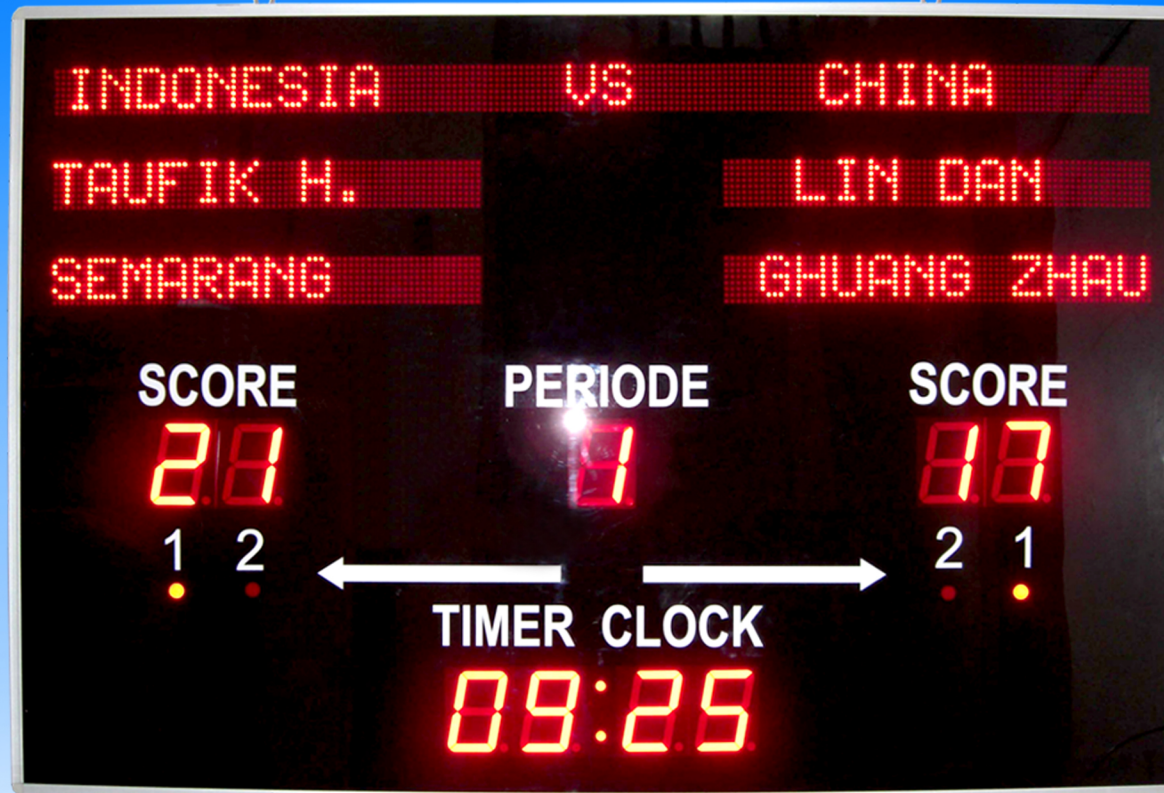 INDONESIA VS CHINA
TAUFIK H. LIN DAN
SEMARANG GHUANG ZHAU
SCORE PERIODE SCORE
21 1 17
1 2 2 1
TIMER CLOCK
09:25